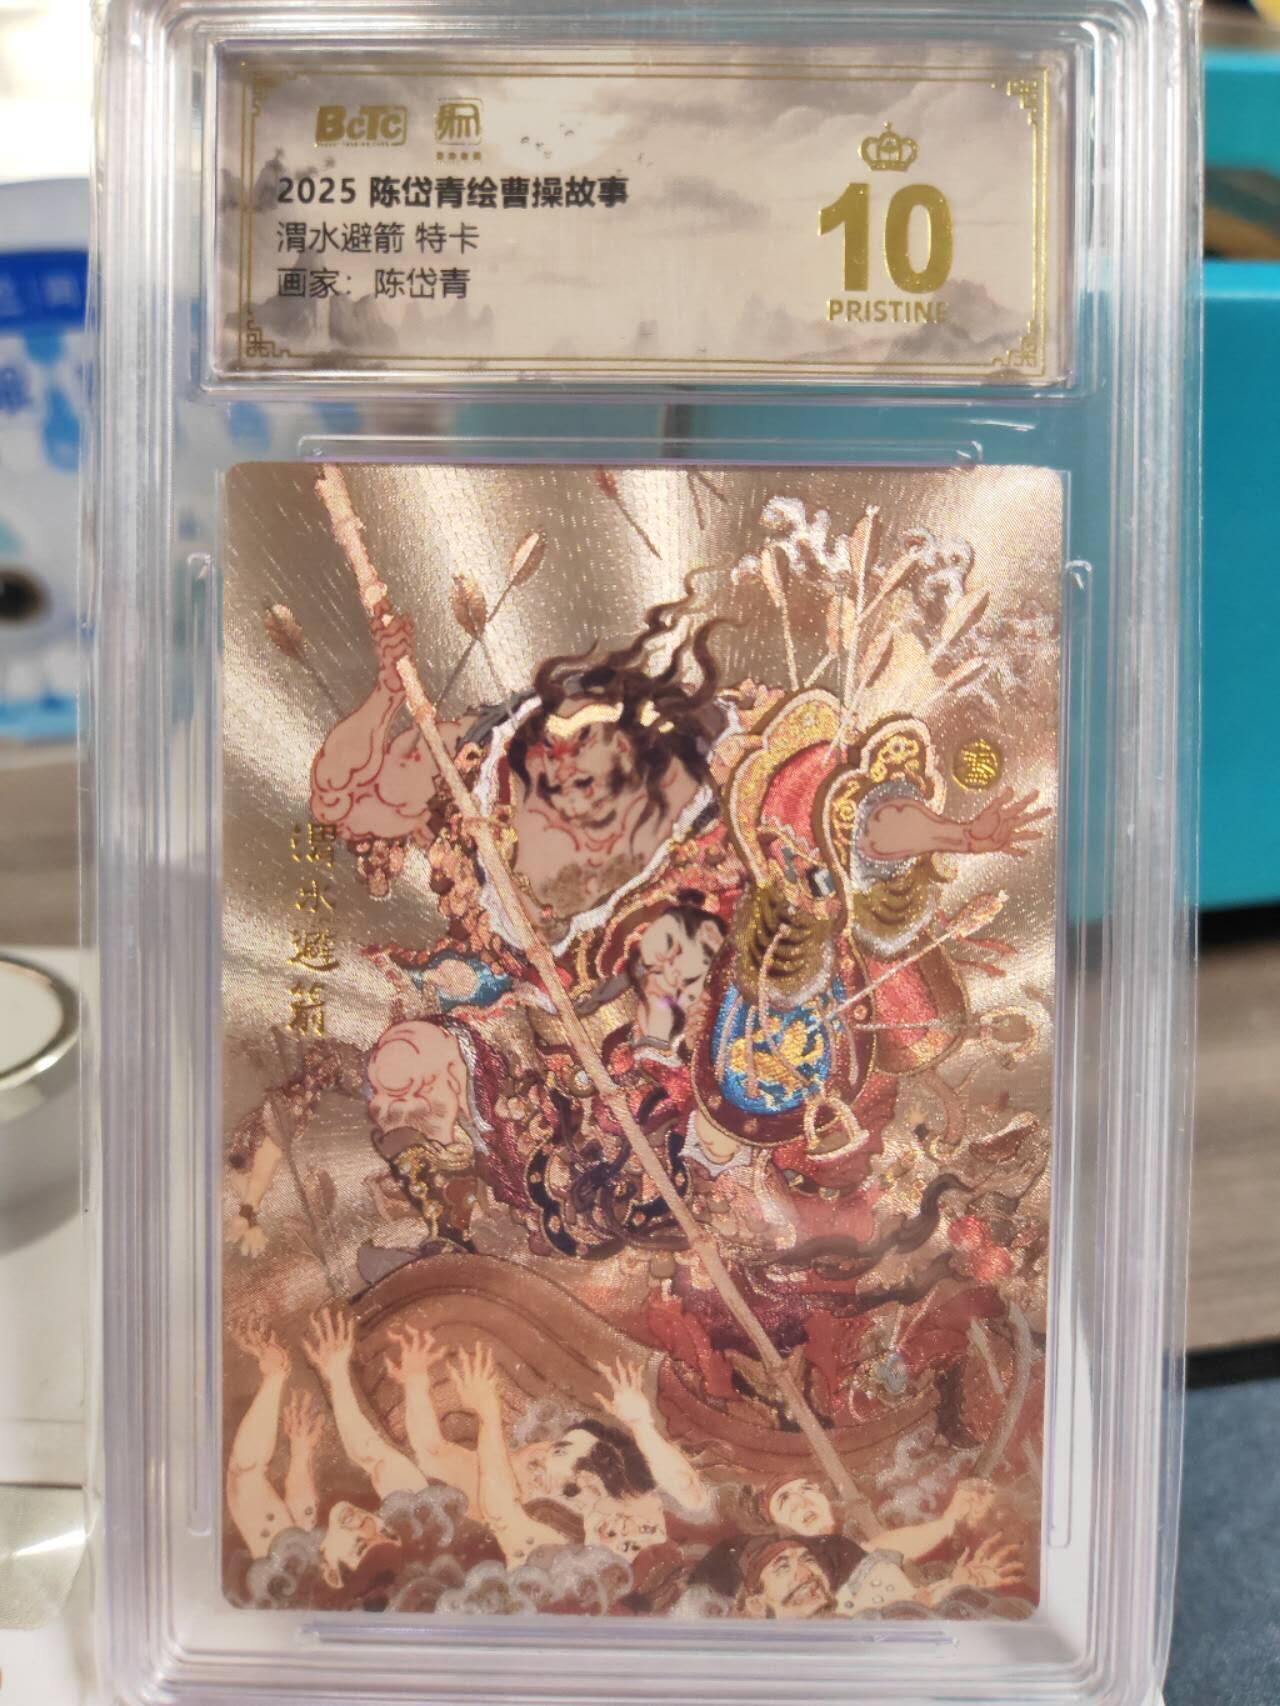 BCTC
2025 陈岱青绘曹操故事
渭水避箭 特卡
画家：陈岱青
10
PRISTINE
渭水避箭